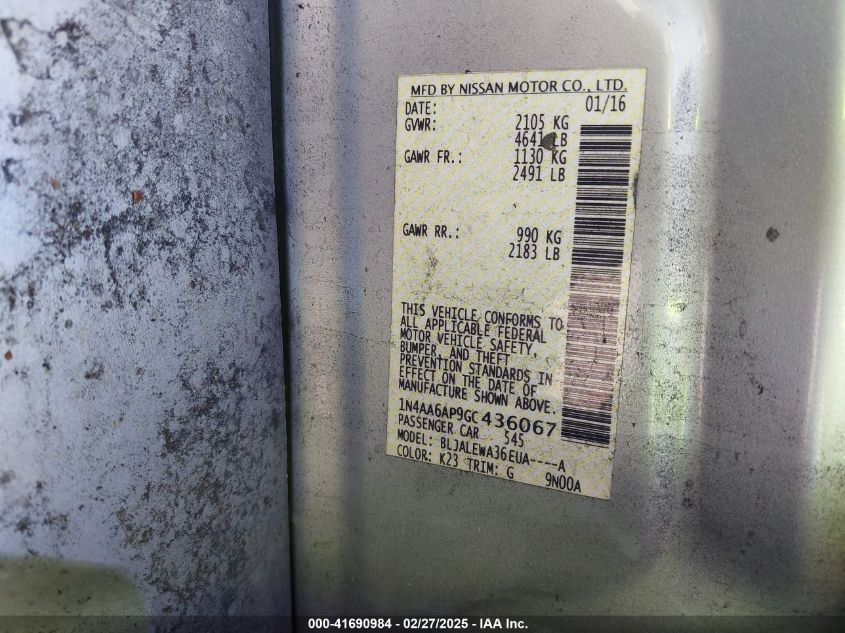 MFD BY NISSAN MOTOR CO., LTD.
DATE: 01/16
GVWR: 2105 KG
4641 LB
GAWR FR.: 1130 KG
2491 LB
GAWR RR.: 990 KG
2183 LB
THIS VEHICLE CONFORMS TO
ALL APPLICABLE FEDERAL
MOTOR VEHICLE SAFETY,
BUMPER, AND THEFT
PREVENTION STANDARDS IN
EFFECT ON THE DATE OF
MANUFACTURE SHOWN ABOVE.
1N4AA6AP9GC436067
PASSENGER CAR 545
MODEL: BLJALEWA36EUA----A
COLOR: K23 TRIM: G 9N00A
000-41690984 - 02/27/2025 - IAA Inc.